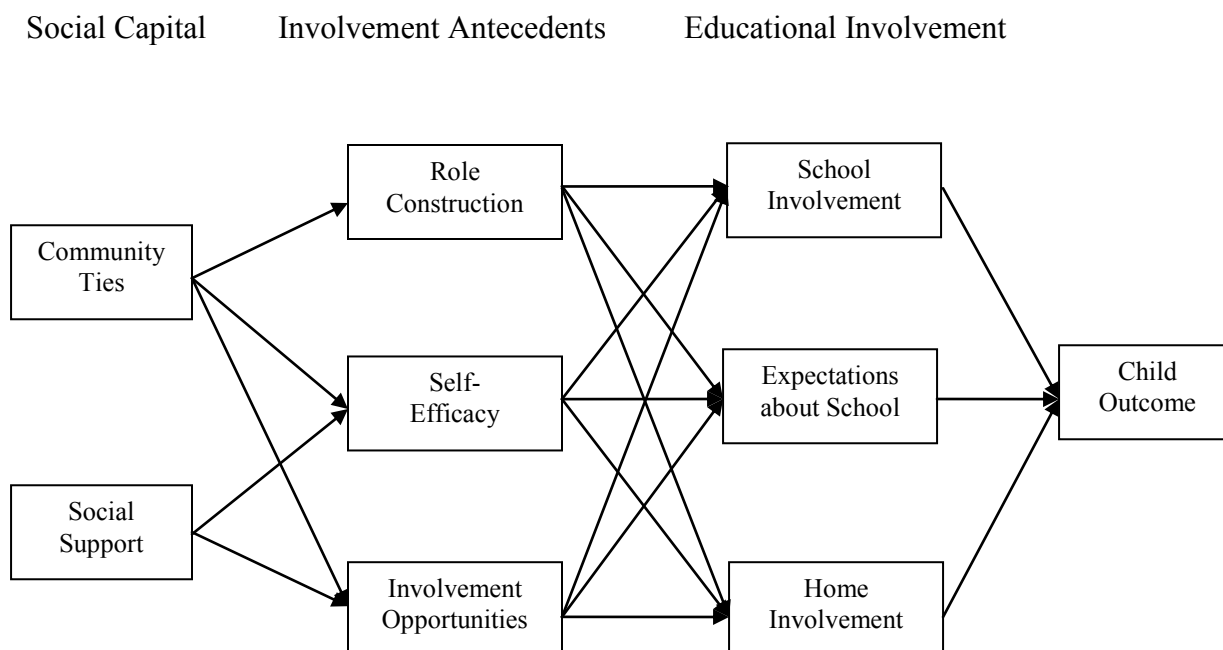 Social Capital
Involvement Antecedents
Educational Involvement
Role
Construction
School
Involvement
Community
Ties
Self-
Efficacy
Expectations
about School
Child
Outcome
Social
Support
Involvement
Opportunities
Home
Involvement